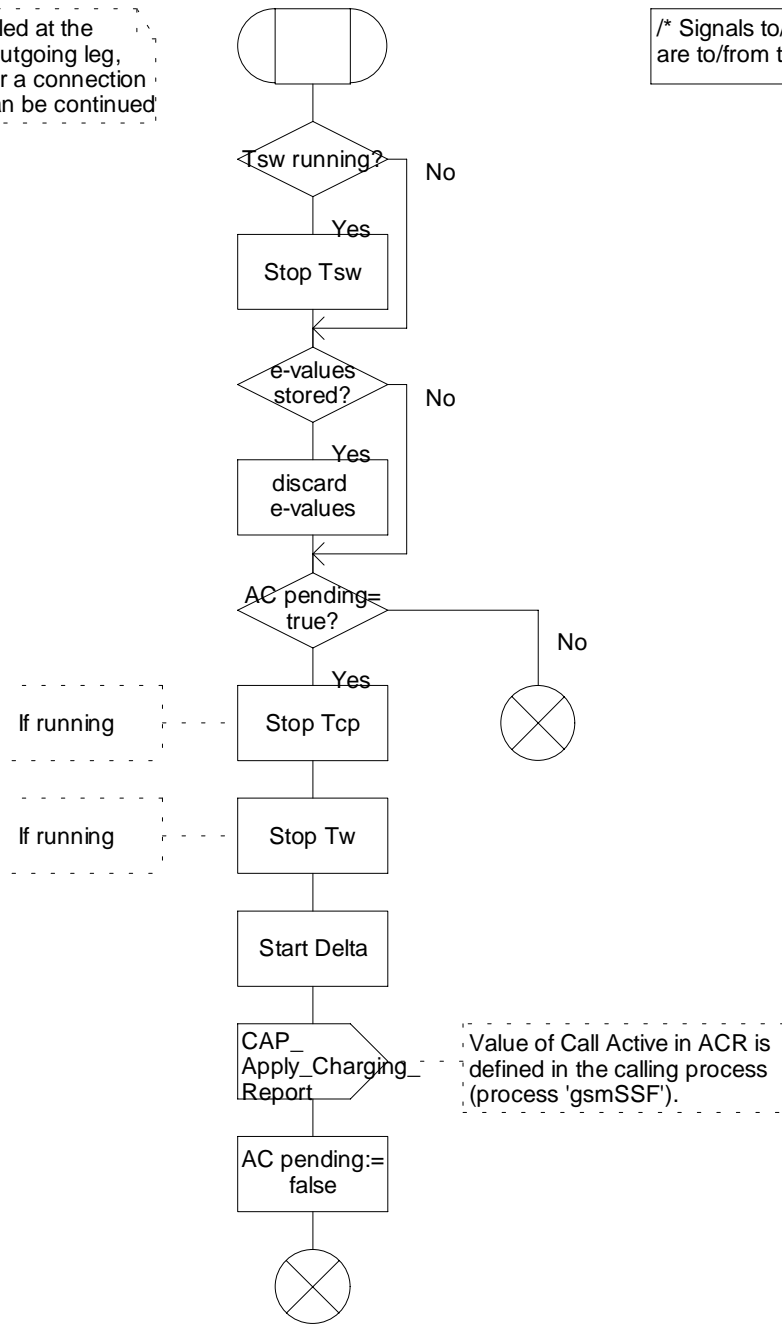 led at the
utgoing leg,
r a connection
an be continued
/* Signals to/
are to/from t
Tsw running?
No
Yes
Stop Tsw
e-values
stored?
No
Yes
discard
e-values
AC pending=
true?
No
Yes
If running
Stop Tcp
If running
Stop Tw
Start Delta
CAP_
Apply_Charging_
Report
Value of Call Active in ACR is
defined in the calling process
(process 'gsmSSF').
AC pending:=
false